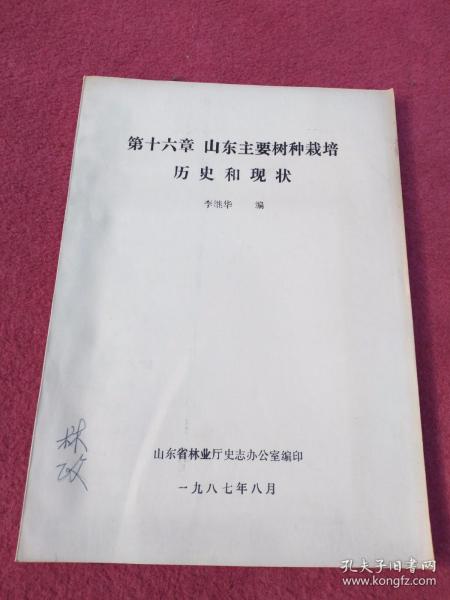 第十六章 山东主要树种栽培
历史和现状
李继华 编
林
政
山东省林业厅史志办公室编印
一九八七年八月
孔夫子旧书网
www.kongfz.com